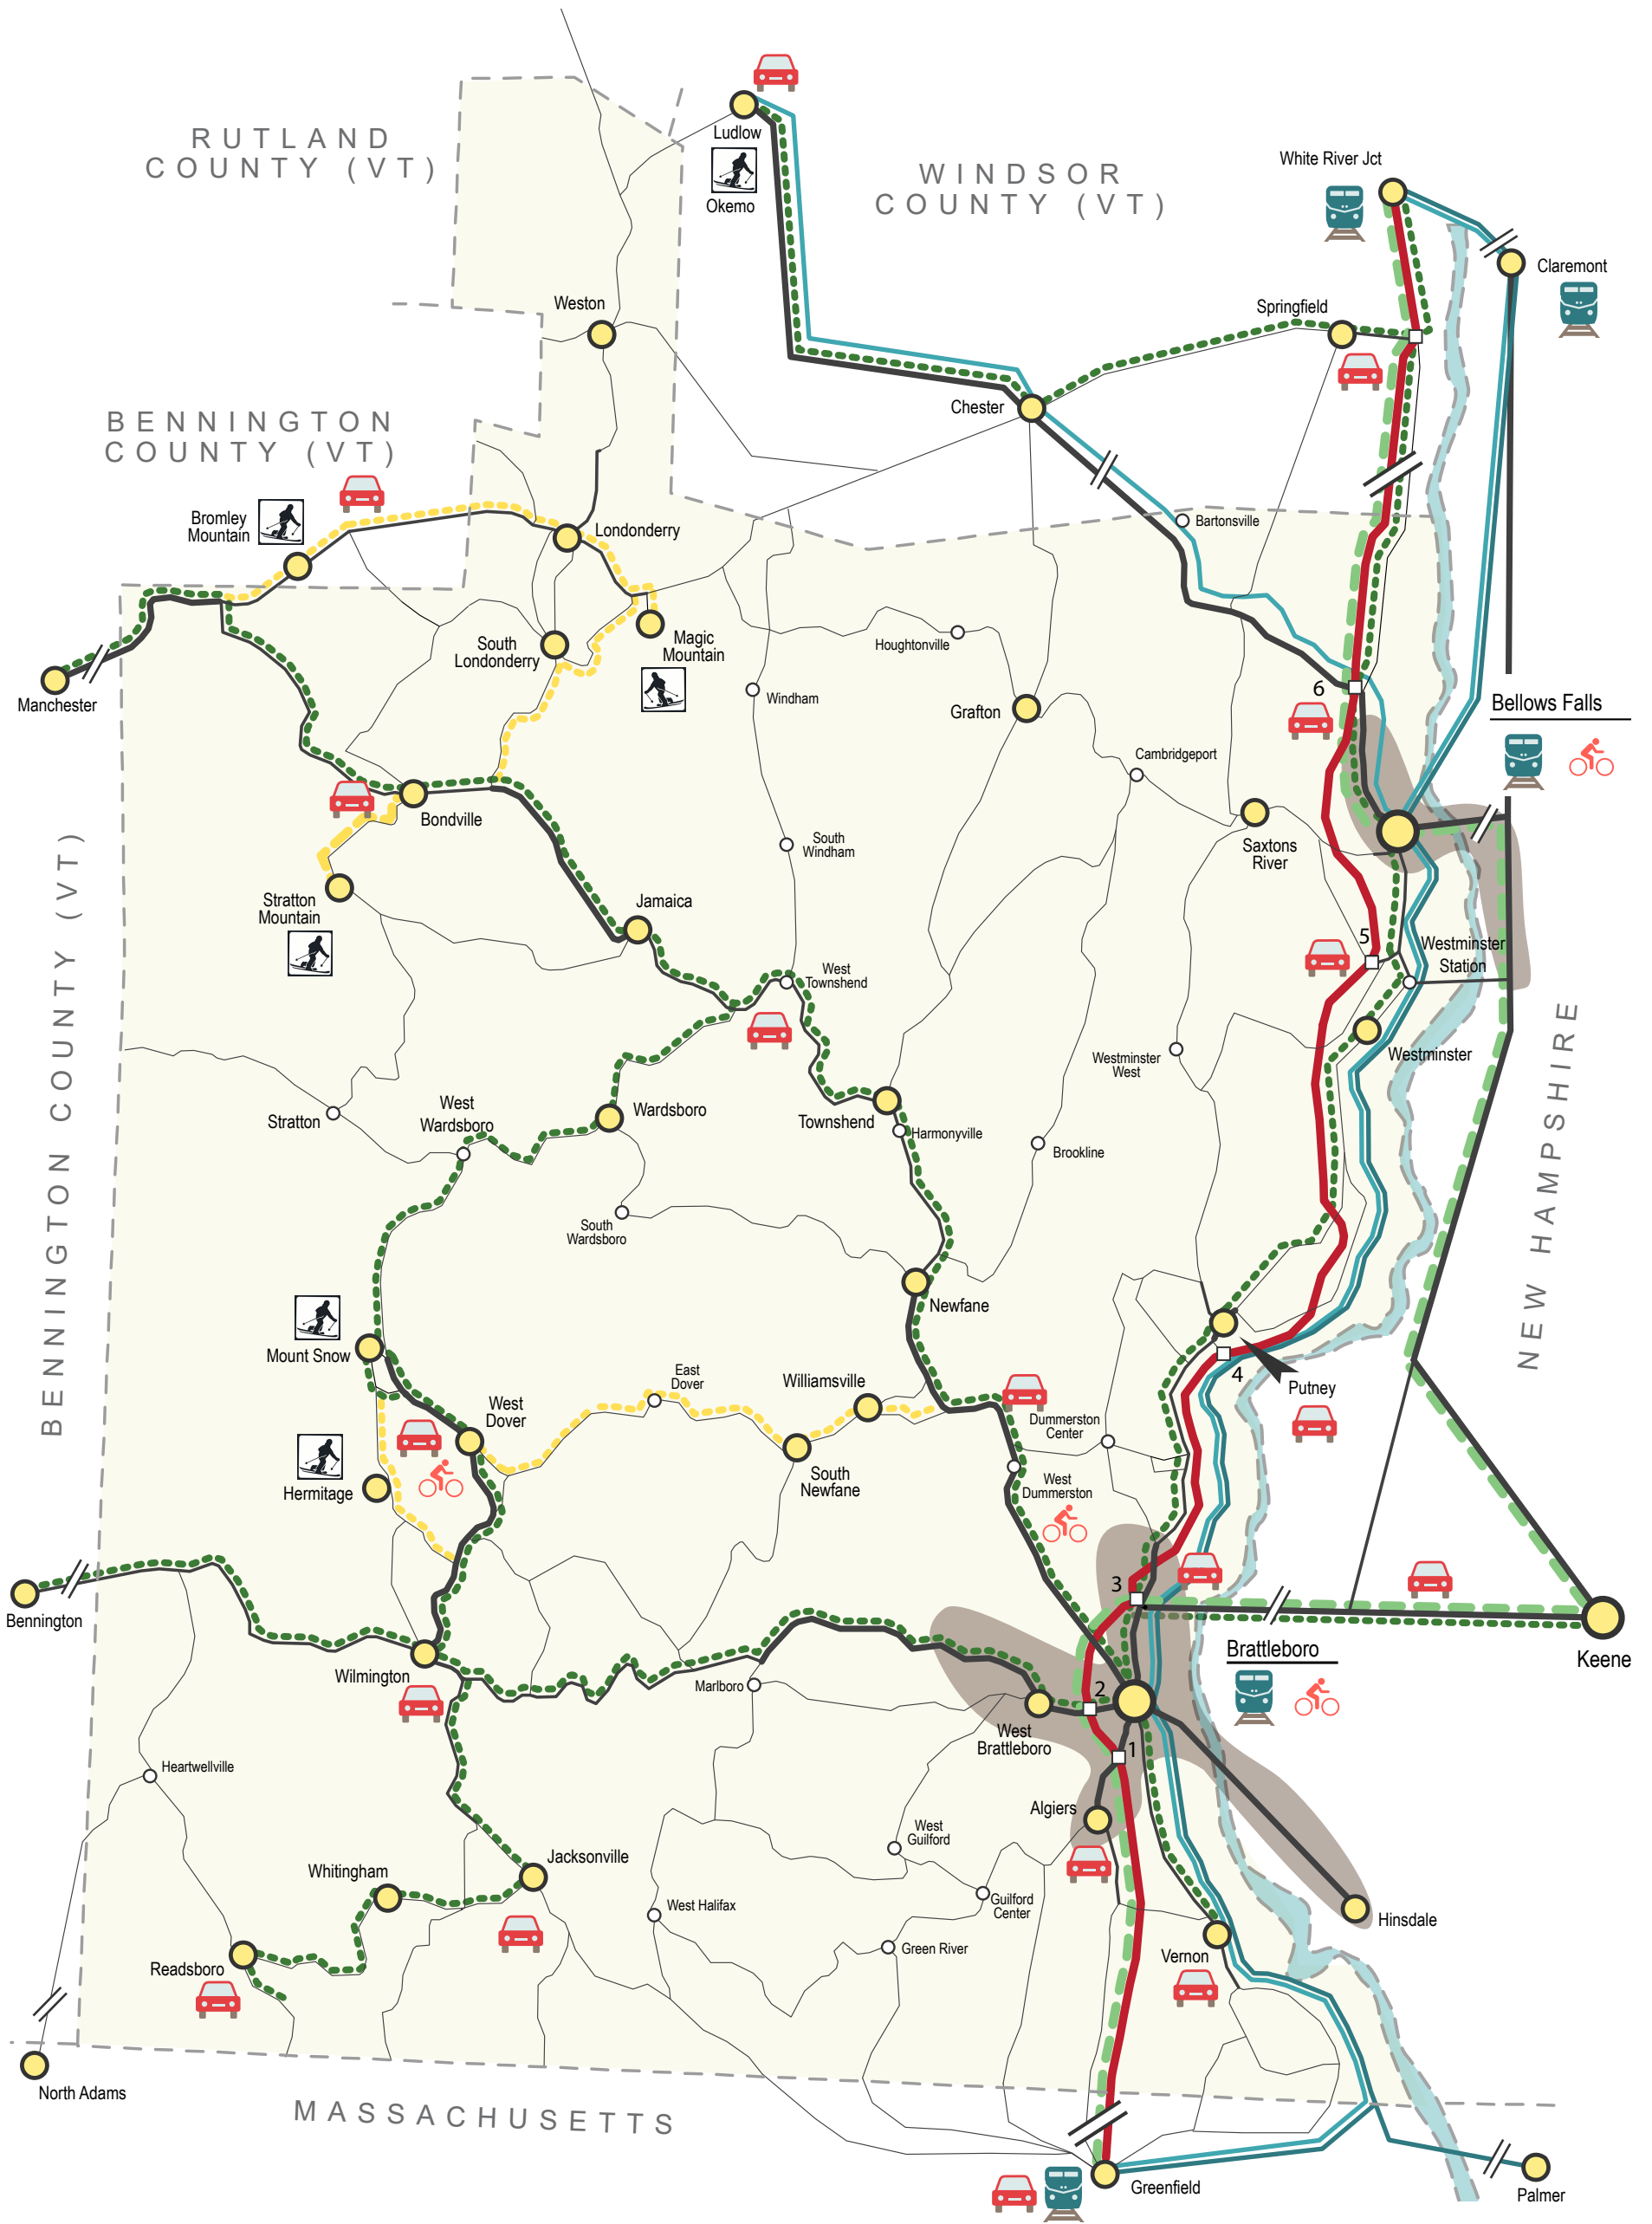 RUTLAND
COUNTY (VT)
Ludlow
Okemo
WINDSOR
COUNTY (VT)
White River Jct
Claremont
Weston
Springfield
Chester
BENNINGTON
COUNTY (VT)
Bromley
Mountain
Londonderry
Bartonsville
South
Londonderry
Magic
Mountain
Houghtonville
Manchester
Windham
Grafton
6
Bellows Falls
Cambridgeport
Bondville
South
Windham
Saxtons
River
Stratton
Mountain
Jamaica
5
Westminster
Station
West
Townshend
Westminster
Westminster
West
BENNINGTON COUNTY (VT)
NEW HAMPSHIRE
Stratton
West
Wardsboro
Wardsboro
Townshend
Harmonyville
Brookline
South
Wardsboro
Newfane
Mount Snow
4
Putney
East
Dover
Williamsville
West
Dover
Dummerston
Center
Hermitage
South
Newfane
West
Dummerston
3
Bennington
Wilmington
Brattleboro
Keene
Marlboro
2
West
Brattleboro
1
Heartwellville
Algiers
West
Guilford
Jacksonville
Whitingham
West Halifax
Guilford
Center
Hinsdale
Green River
Vernon
Readsboro
North Adams
MASSACHUSETTS
Greenfield
Palmer